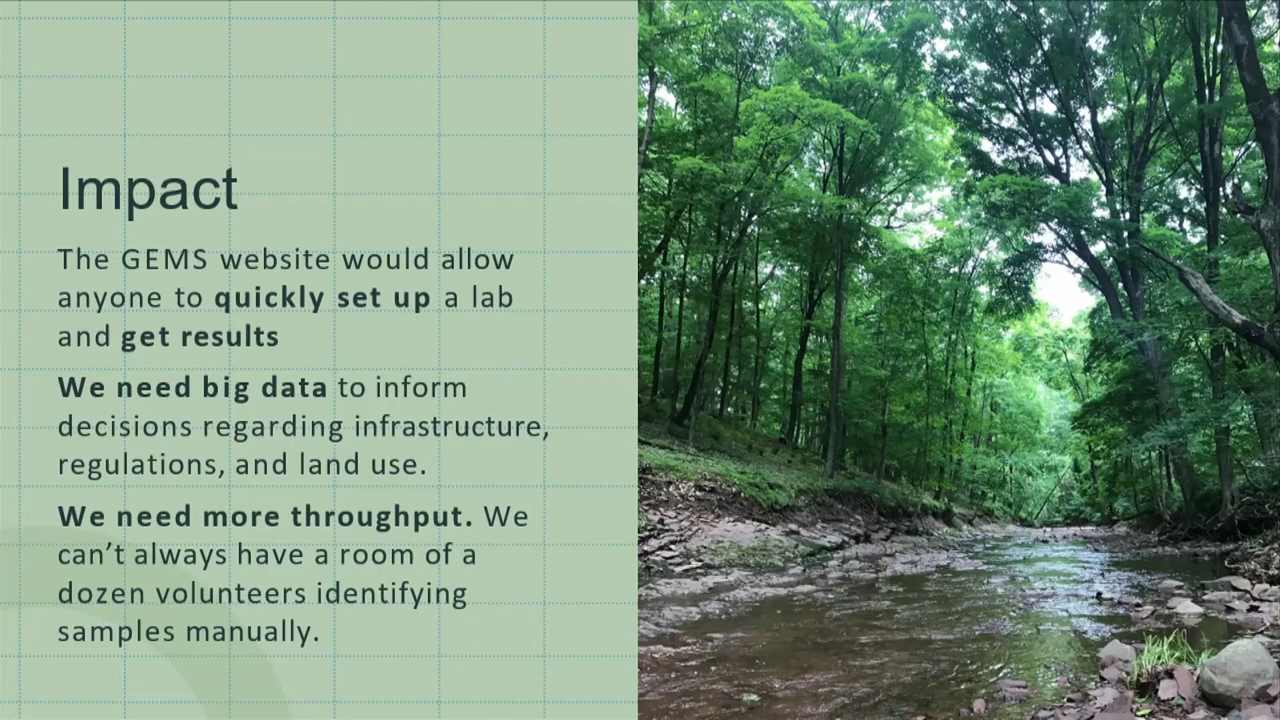 Impact
The GEMS website would allow
anyone to quickly set up a lab
and get results
We need big data to inform
decisions regarding infrastructure,
regulations, and land use.
We need more throughput. We
can’t always have a room of a
dozen volunteers identifying
samples manually.